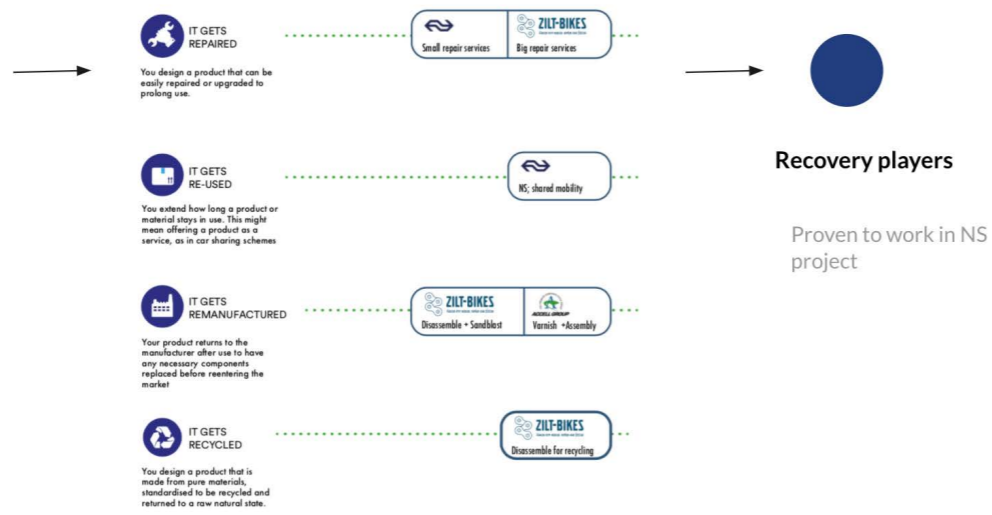 IT GETS
REPAIRED
You design a product that can be
easily repaired or upgraded to
prolong use.
ZILT-BIKES
Small repair services
Big repair services
IT GETS
RE-USED
You extend how long a product or
material stays in use. This might
mean offering a product as a
service, as in car sharing schemes
NS; shared mobility
IT GETS
REMANUFACTURED
Your product returns to the
manufacturer after use to have
any necessary components
replaced before reentering the
market
ZILT-BIKES
Disassemble + Sandblast
ACCELL GROUP
Varnish +Assembly
IT GETS
RECYCLED
You design a product that is
made from pure materials,
standardised to be recycled and
returned to a raw natural state.
ZILT-BIKES
Disassemble for recycling
Recovery players
Proven to work in NS
project